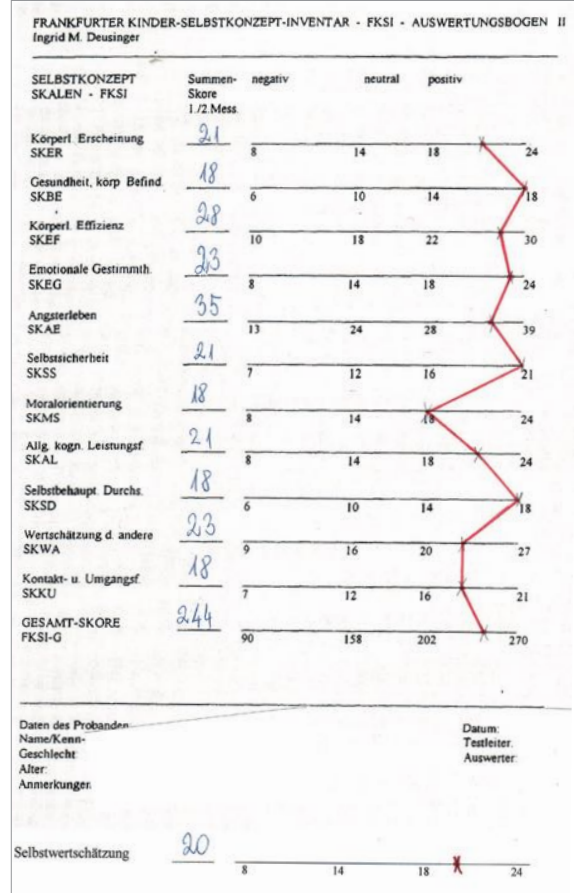 FRANKFURTER KINDER-SELBSTKONZEPT-INVENTAR - FKSI - AUSWERTUNGSBOGEN II
Ingrid M. Deusinger
SELBSTKONZEPT Summen- negativ neutral positiv
SKALEN - FKSI Skore
1./2.Mess.
Körperl. Erscheinung 21
SKER 8 14 18 24
Gesundheit, körp. Befind. 18
SKBE 6 10 14 18
Körperl. Effizienz 28
SKEF 10 18 22 30
Emotionale Gestimmth. 23
SKEG 8 14 18 24
Angsterleben 35
SKAE 13 24 28 39
Selbstsicherheit 21
SKSS 7 12 16 21
Moralorientierung 18
SKMS 8 14 18 24
Allg. kogn. Leistungsf. 21
SKAL 8 14 18 24
Selbstbehaupt. Durchs. 18
SKSD 6 10 14 18
Wertschätzung d. andere 23
SKWA 9 16 20 27
Kontakt- u. Umgangsf. 18
SKKU 7 12 16 21
GESAMT-SKORE 244
FKSI-G 90 158 202 270
Daten des Probanden: Datum:
Name/Kenn- Testleiter:
Geschlecht: Auswerter:
Alter:
Anmerkungen:
Selbstwertschätzung 20
8 14 18 24